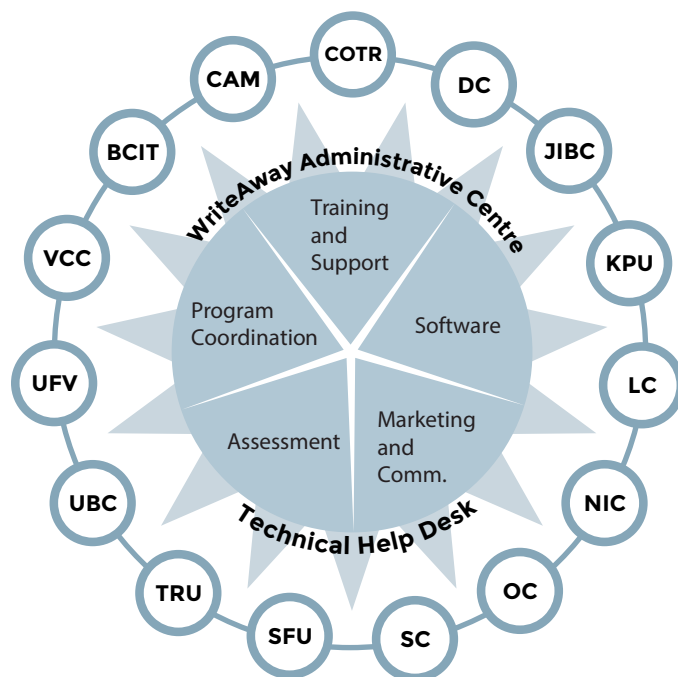 COTR
DC
JIBC
KPU
LC
NIC
OC
SC
SFU
TRU
UBC
UFV
VCC
BCIT
CAM
WriteAway Administrative Centre
Training
and
Support
Software
Marketing
and
Comm.
Assessment
Program
Coordination
Technical Help Desk